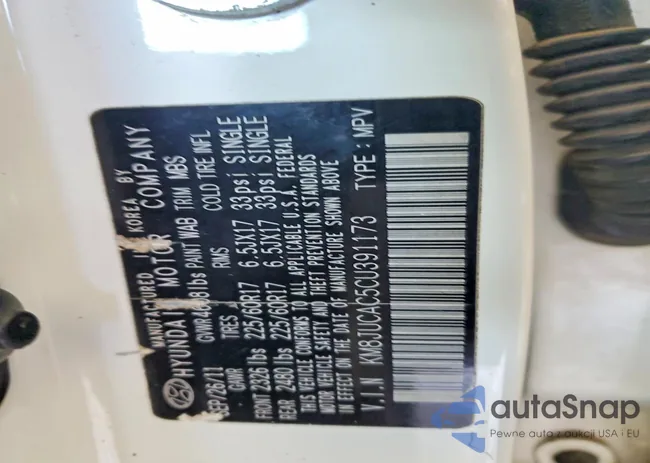 MANUFACTURED IN KOREA BY
HYUNDAI MOTOR COMPANY
SEP/26/11 GVWR 4608lbs PAINT WAB TRIM MBS
GAWR TIRES RIMS COLD TIRE INFL
FRONT 2326 lbs 225/60R17 6.5JX17 33psi SINGLE
REAR 2490 lbs 225/60R17 6.5JX17 33psi SINGLE
THIS VEHICLE CONFORMS TO ALL APPLICABLE U.S.A. FEDERAL
MOTOR VEHICLE SAFETY AND THEFT PREVENTION STANDARDS
IN EFFECT ON THE DATE OF MANUFACTURE SHOWN ABOVE
V.I.N KM8JUCAC5CU391173 TYPE : MPV
autaSnap
Pewne auta z aukcji USA i EU